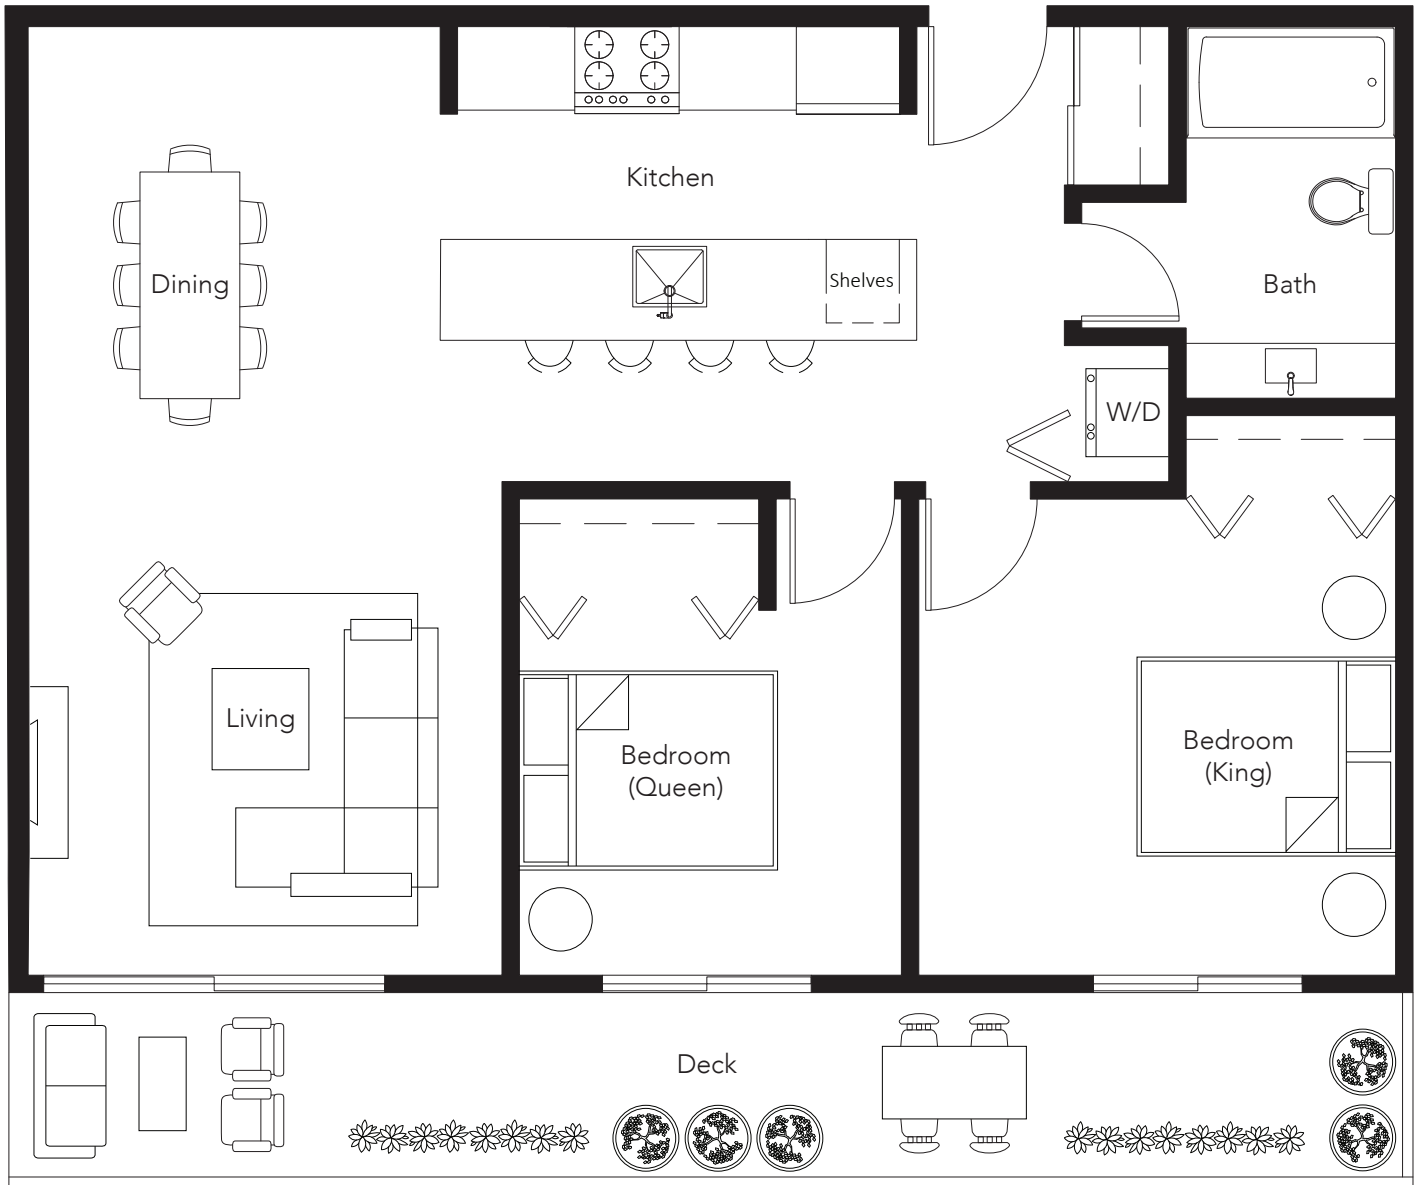 Kitchen
Dining
Shelves
Bath
W/D
Living
Bedroom
(Queen)
Bedroom
(King)
Deck